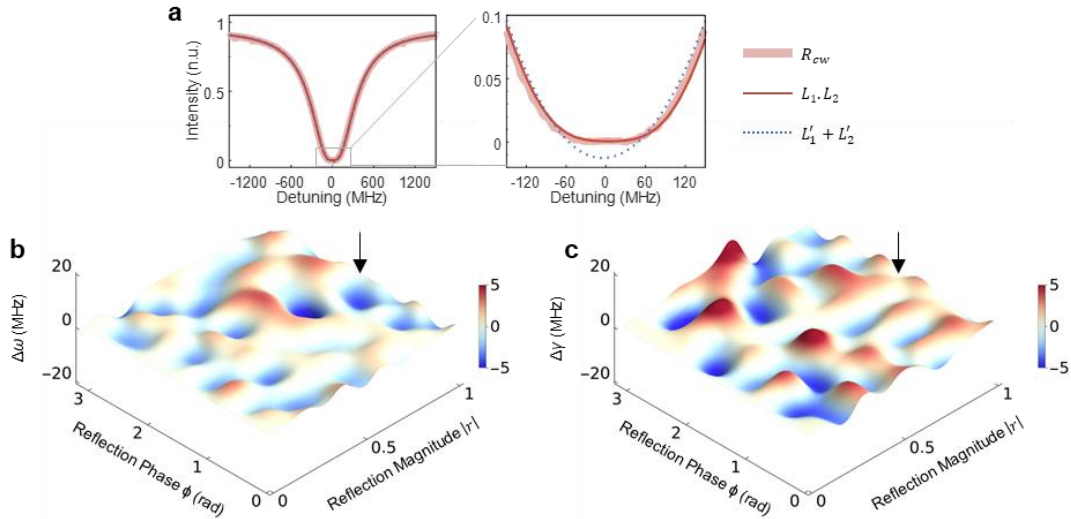 a
Intensity (n.u.)
1
0.5
0
-1200 -600 0 600 1200
Detuning (MHz)
0.1
0.05
0
-120 -60 0 60 120
Detuning (MHz)
R_cw
L_1.L_2
L'_1 + L'_2
b
Δω (MHz)
20
0
−20
5
0
−5
3
2
1
0
Reflection Phase ϕ (rad)
0
0.5
1
Reflection Magnitude |r|
c
Δγ (MHz)
20
0
−20
5
0
−5
3
2
1
0
Reflection Phase ϕ (rad)
0
0.5
1
Reflection Magnitude |r|